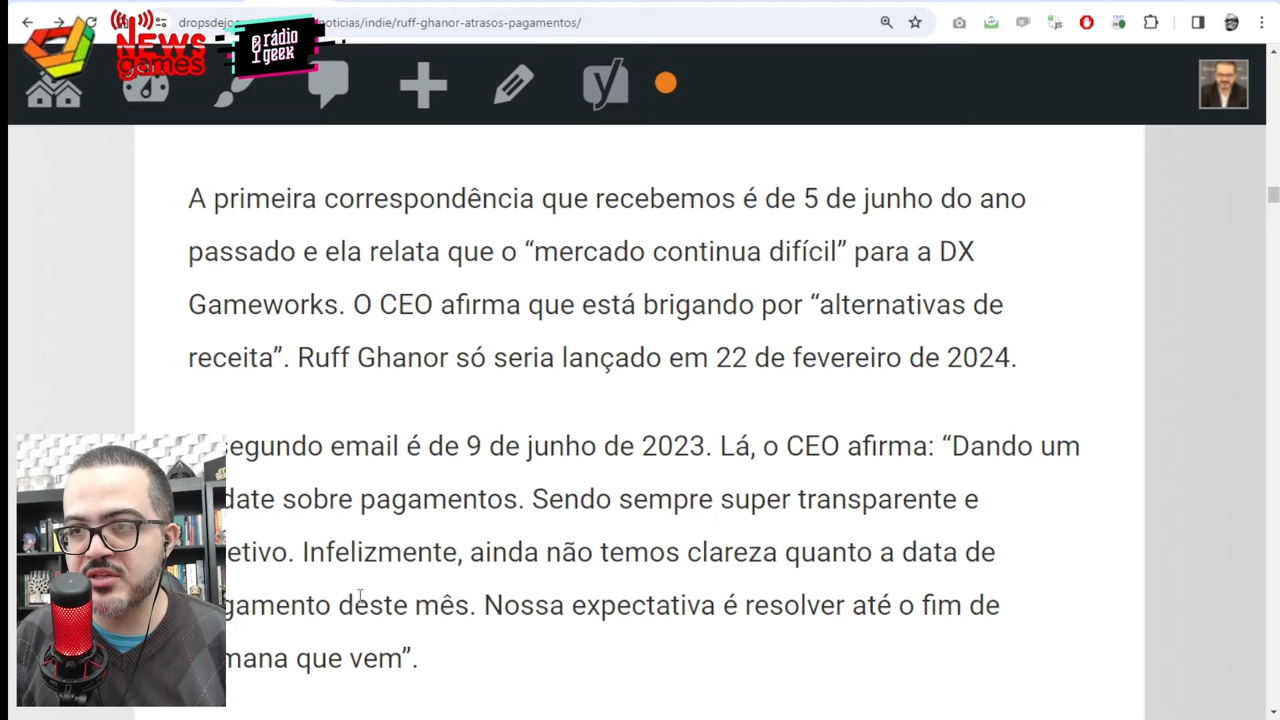 dropsdejo
noticias/indie/ruff-ghanor-atrasos-pagamentos/
NEWS
games
rádio
geek
A primeira correspondência que recebemos é de 5 de junho do ano
passado e ela relata que o “mercado continua difícil” para a DX
Gameworks. O CEO afirma que está brigando por “alternativas de
receita”. Ruff Ghanor só seria lançado em 22 de fevereiro de 2024.
segundo email é de 9 de junho de 2023. Lá, o CEO afirma: “Dando um
date sobre pagamentos. Sendo sempre super transparente e
etivo. Infelizmente, ainda não temos clareza quanto a data de
gamento deste mês. Nossa expectativa é resolver até o fim de
mana que vem”.